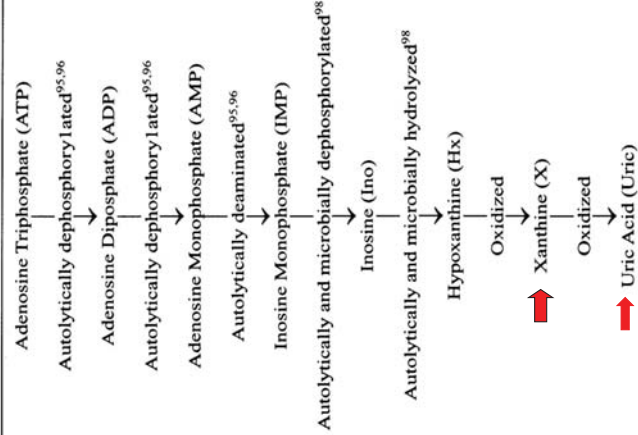 Adenosine Triphosphate (ATP)
Autolytically dephosphorylated95,96
Adenosine Diposphate (ADP)
Autolytically dephosphorylated95,96
Adenosine Monophosphate (AMP)
Autolytically deaminated95,96
Inosine Monophosphate (IMP)
Autolytically and microbially dephosphorylated98
Inosine (Ino)
Autolytically and microbially hydrolyzed98
Hypoxanthine (Hx)
Oxidized
Xanthine (X)
Oxidized
Uric Acid (Uric)